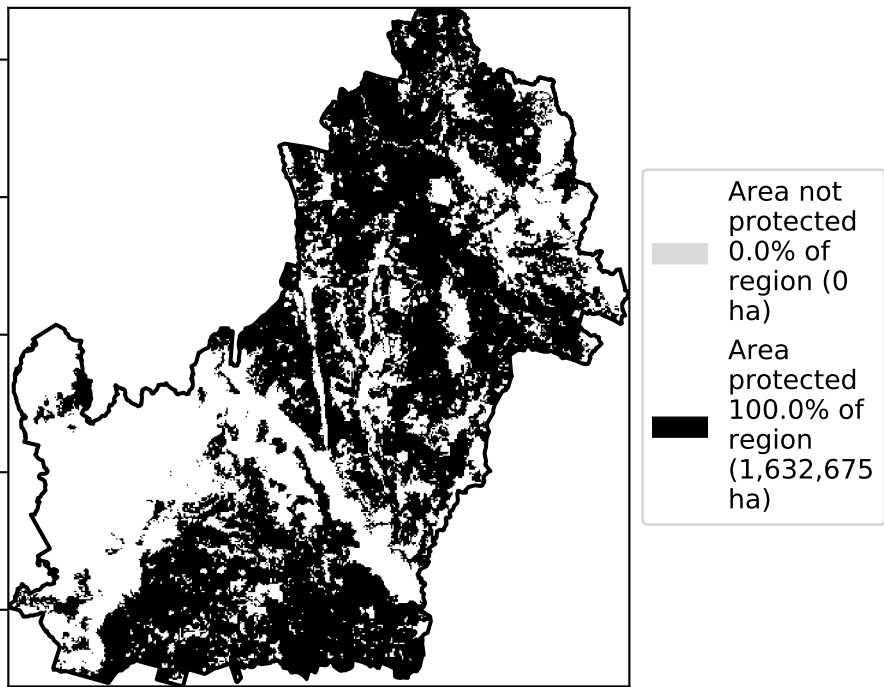 Area not
protected
0.0% of
region (0
ha)
Area
protected
100.0% of
region
(1,632,675
ha)